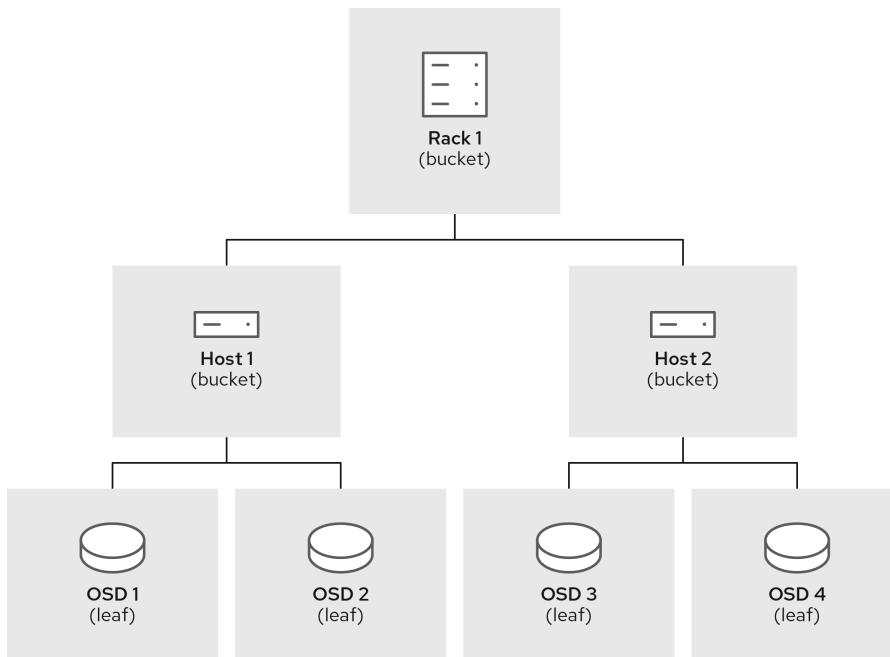 Rack 1
(bucket)
Host 1
(bucket)
Host 2
(bucket)
OSD 1
(leaf)
OSD 2
(leaf)
OSD 3
(leaf)
OSD 4
(leaf)